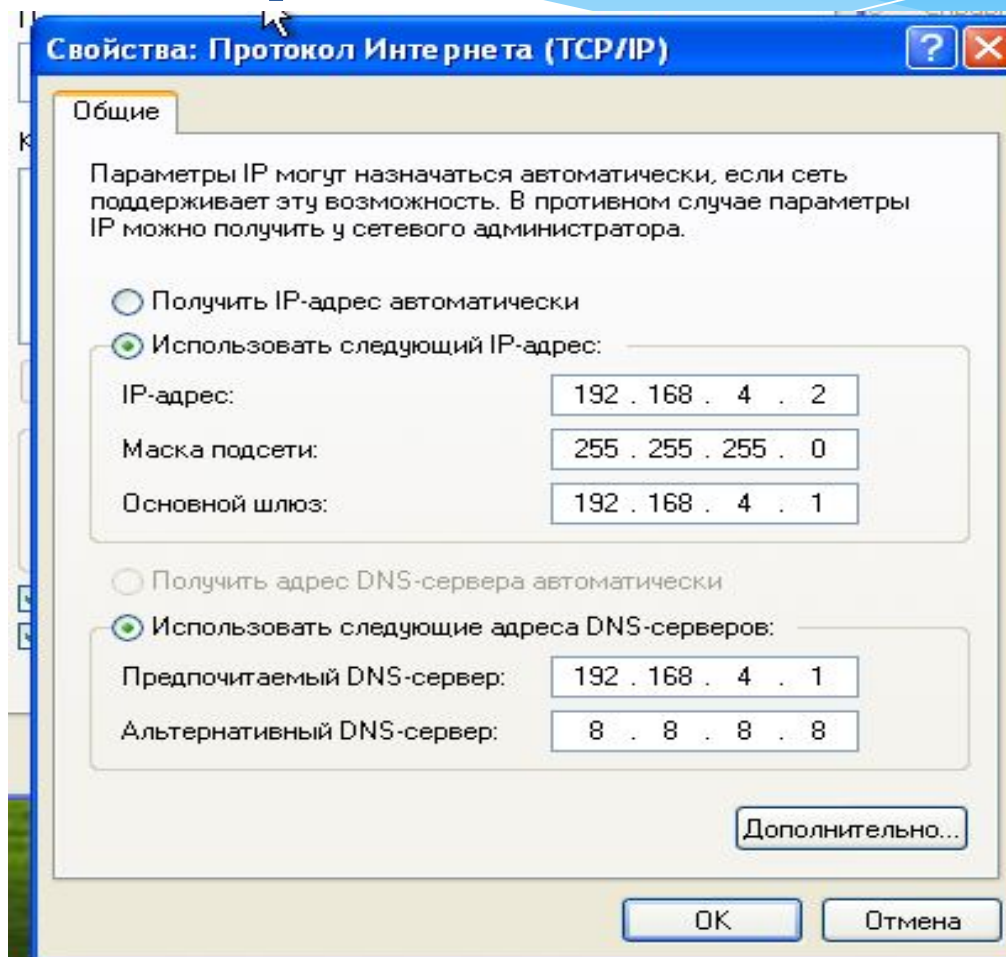 Свойства: Протокол Интернета (TCP/IP)
Общие
Параметры IP могут назначаться автоматически, если сеть
поддерживает эту возможность. В противном случае параметры
IP можно получить у сетевого администратора.
Получить IP-адрес автоматически
Использовать следующий IP-адрес:
IP-адрес: 192 . 168 . 4 . 2
Маска подсети: 255 . 255 . 255 . 0
Основной шлюз: 192 . 168 . 4 . 1
Получить адрес DNS-сервера автоматически
Использовать следующие адреса DNS-серверов:
Предпочитаемый DNS-сервер: 192 . 168 . 4 . 1
Альтернативный DNS-сервер: 8 . 8 . 8 . 8
Дополнительно...
OK Отмена